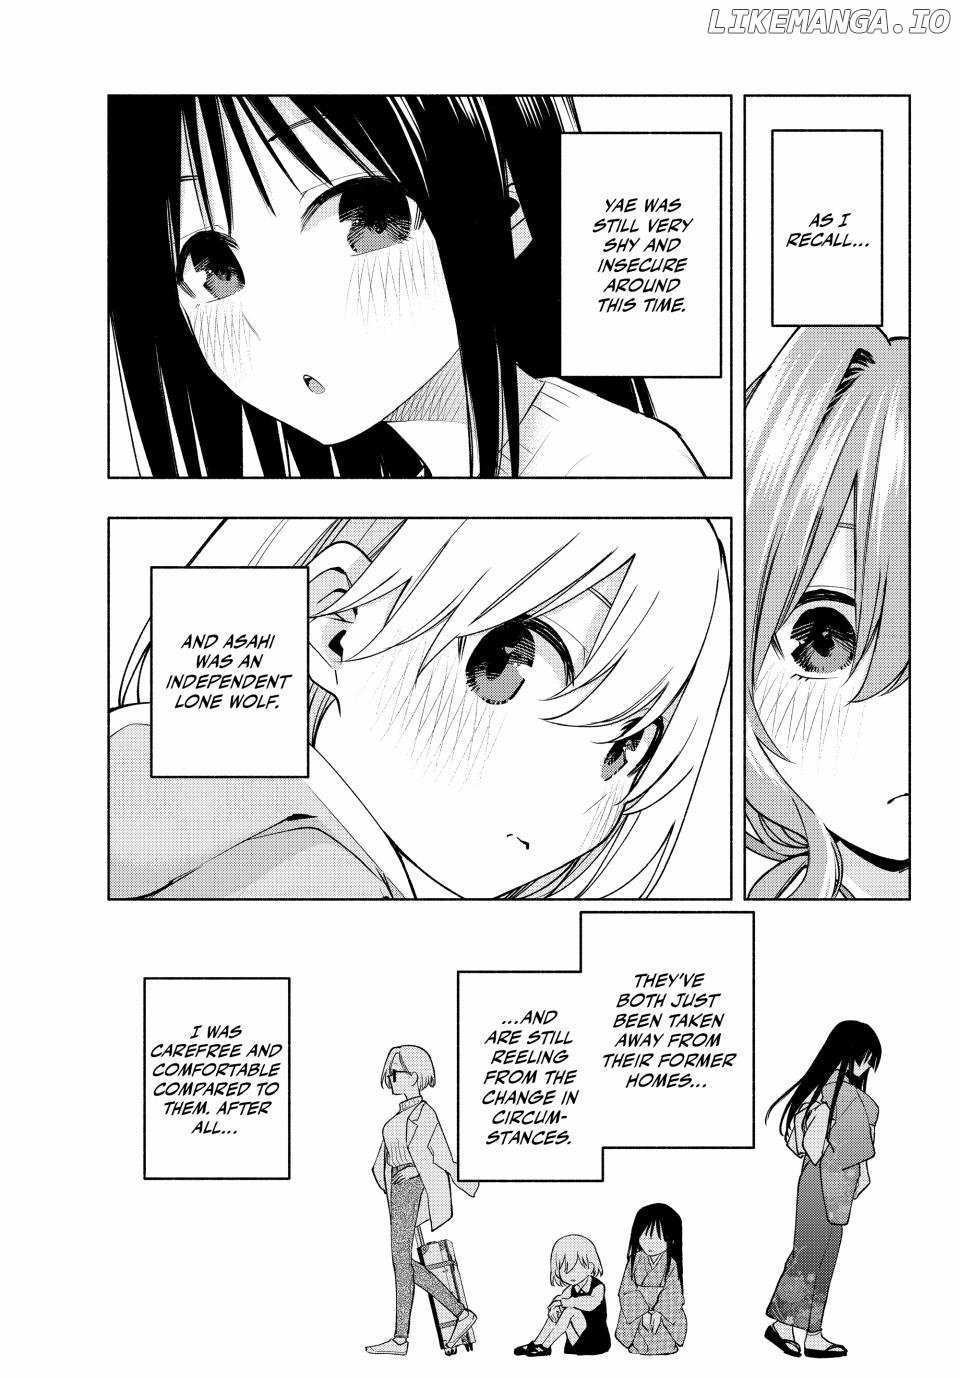 LIKEMANGA.IO
AS I
RECALL...
YAE WAS
STILL VERY
SHY AND
INSECURE
AROUND
THIS TIME.
AND ASAHI
WAS AN
INDEPENDENT
LONE WOLF.
THEY'VE
BOTH JUST
BEEN TAKEN
AWAY FROM
THEIR FORMER
HOMES...
...AND
ARE STILL
REELING
FROM THE
CHANGE IN
CIRCUM-
STANCES.
I WAS
CAREFREE AND
COMFORTABLE
COMPARED TO
THEM. AFTER
ALL...